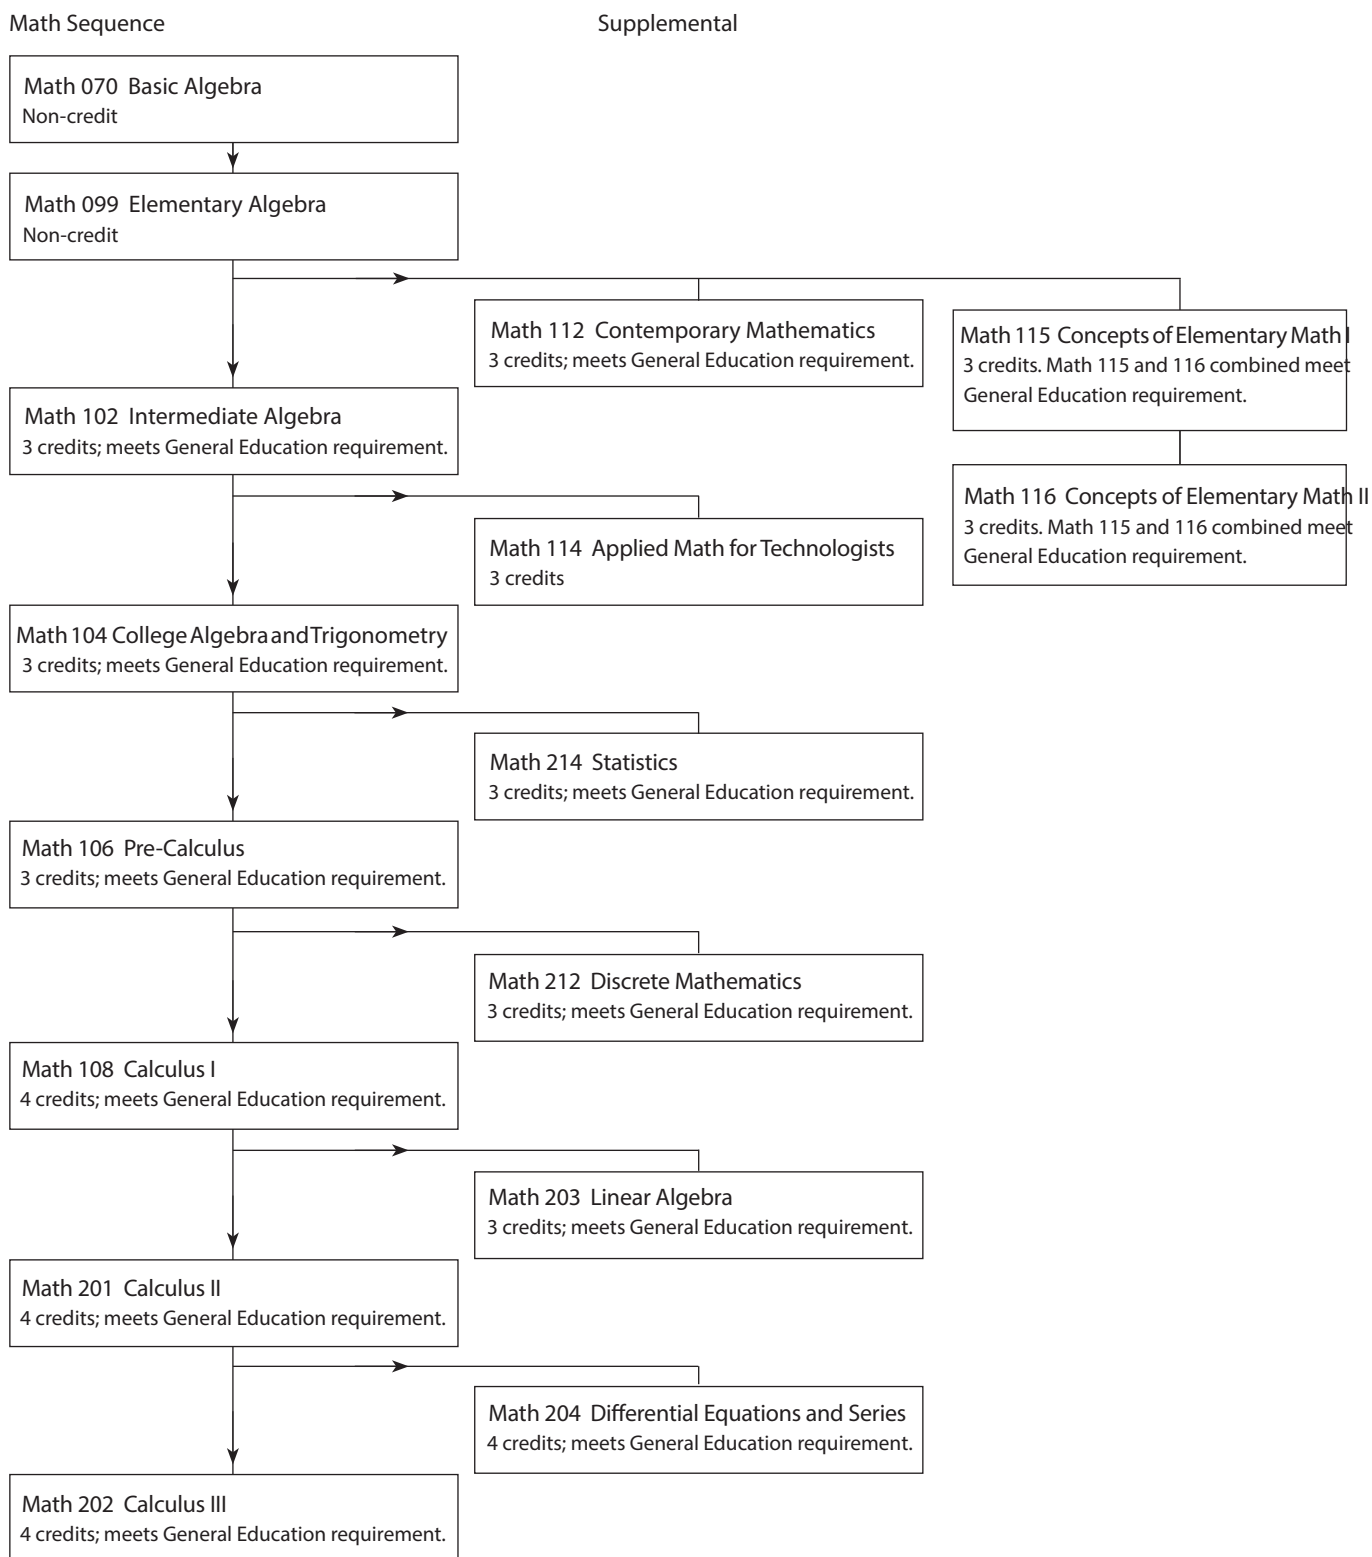 Math Sequence
Supplemental
Math 070 Basic Algebra
Non-credit
Math 099 Elementary Algebra
Non-credit
Math 112 Contemporary Mathematics
3 credits; meets General Education requirement.
Math 115 Concepts of Elementary Math I
3 credits. Math 115 and 116 combined meet
General Education requirement.
Math 102 Intermediate Algebra
3 credits; meets General Education requirement.
Math 116 Concepts of Elementary Math II
3 credits. Math 115 and 116 combined meet
General Education requirement.
Math 114 Applied Math for Technologists
3 credits
Math 104 College Algebra and Trigonometry
3 credits; meets General Education requirement.
Math 214 Statistics
3 credits; meets General Education requirement.
Math 106 Pre-Calculus
3 credits; meets General Education requirement.
Math 212 Discrete Mathematics
3 credits; meets General Education requirement.
Math 108 Calculus I
4 credits; meets General Education requirement.
Math 203 Linear Algebra
3 credits; meets General Education requirement.
Math 201 Calculus II
4 credits; meets General Education requirement.
Math 204 Differential Equations and Series
4 credits; meets General Education requirement.
Math 202 Calculus III
4 credits; meets General Education requirement.